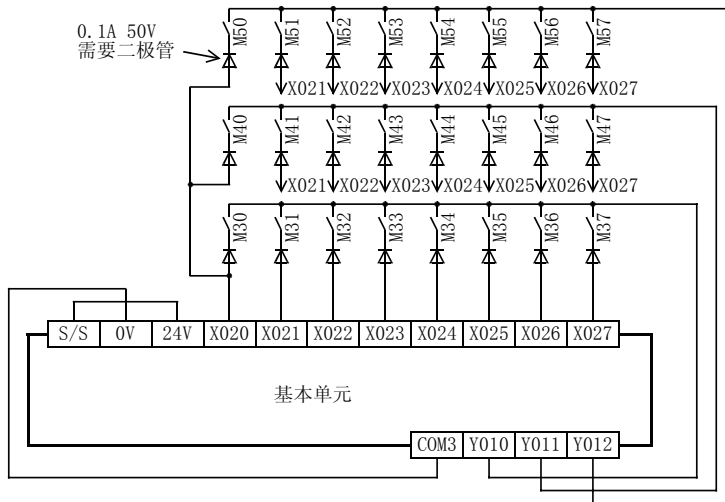 0.1A 50V
需要二极管
M50 M51 M52 M53 M54 M55 M56 M57
X021 X022 X023 X024 X025 X026 X027
M40 M41 M42 M43 M44 M45 M46 M47
X021 X022 X023 X024 X025 X026 X027
M30 M31 M32 M33 M34 M35 M36 M37
S/S 0V 24V X020 X021 X022 X023 X024 X025 X026 X027
基本单元
COM3 Y010 Y011 Y012